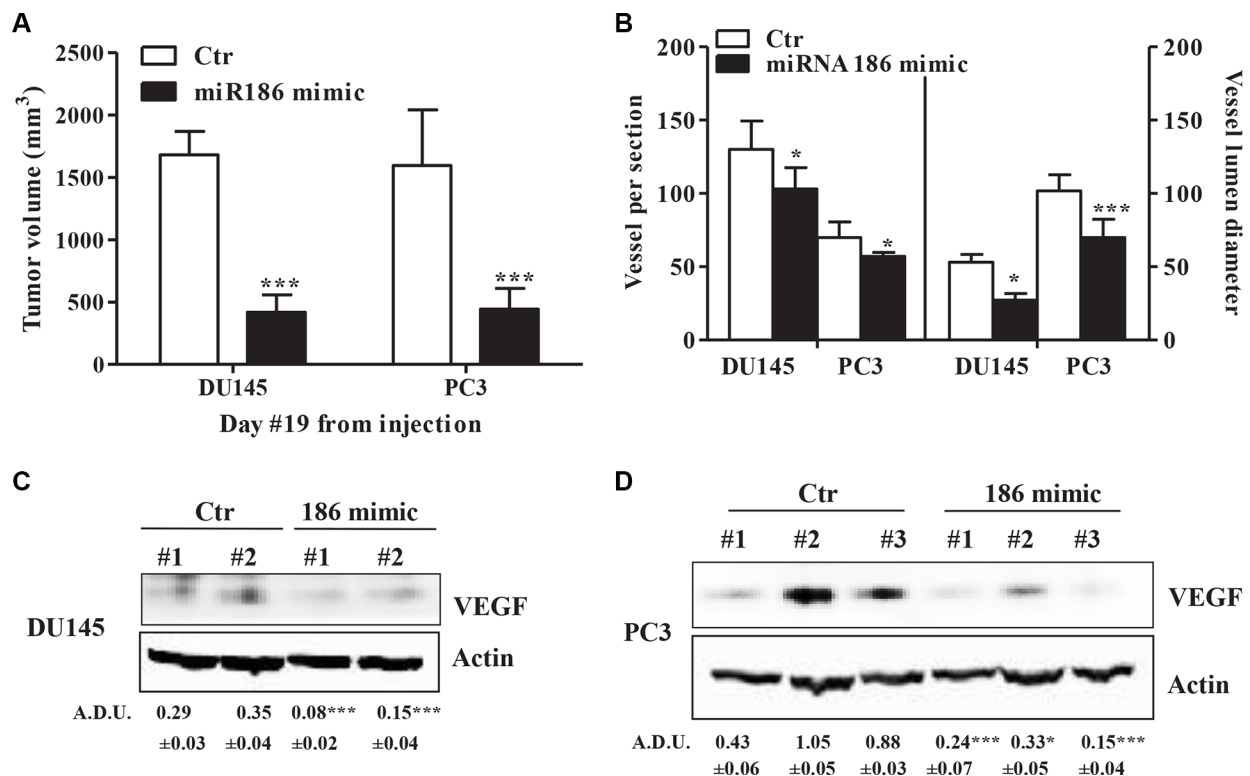 A
2500
2000
1500
1000
500
0
Tumor volume (mm³)
Ctr
miR186 mimic
***
***
DU145
PC3
Day #19 from injection
B
200
150
100
50
0
Vessel per section
Ctr
miRNA 186 mimic
*
*
*
***
200
150
100
50
0
Vessel lumen diameter
DU145
PC3
DU145
PC3
C
Ctr
186 mimic
#1 #2 #1 #2
VEGF
DU145
Actin
A.D.U. 0.29 0.35 0.08*** 0.15***
±0.03 ±0.04 ±0.02 ±0.04
D
Ctr
186 mimic
#1 #2 #3 #1 #2 #3
VEGF
PC3
Actin
A.D.U. 0.43 1.05 0.88 0.24*** 0.33* 0.15***
±0.06 ±0.05 ±0.03 ±0.07 ±0.05 ±0.04